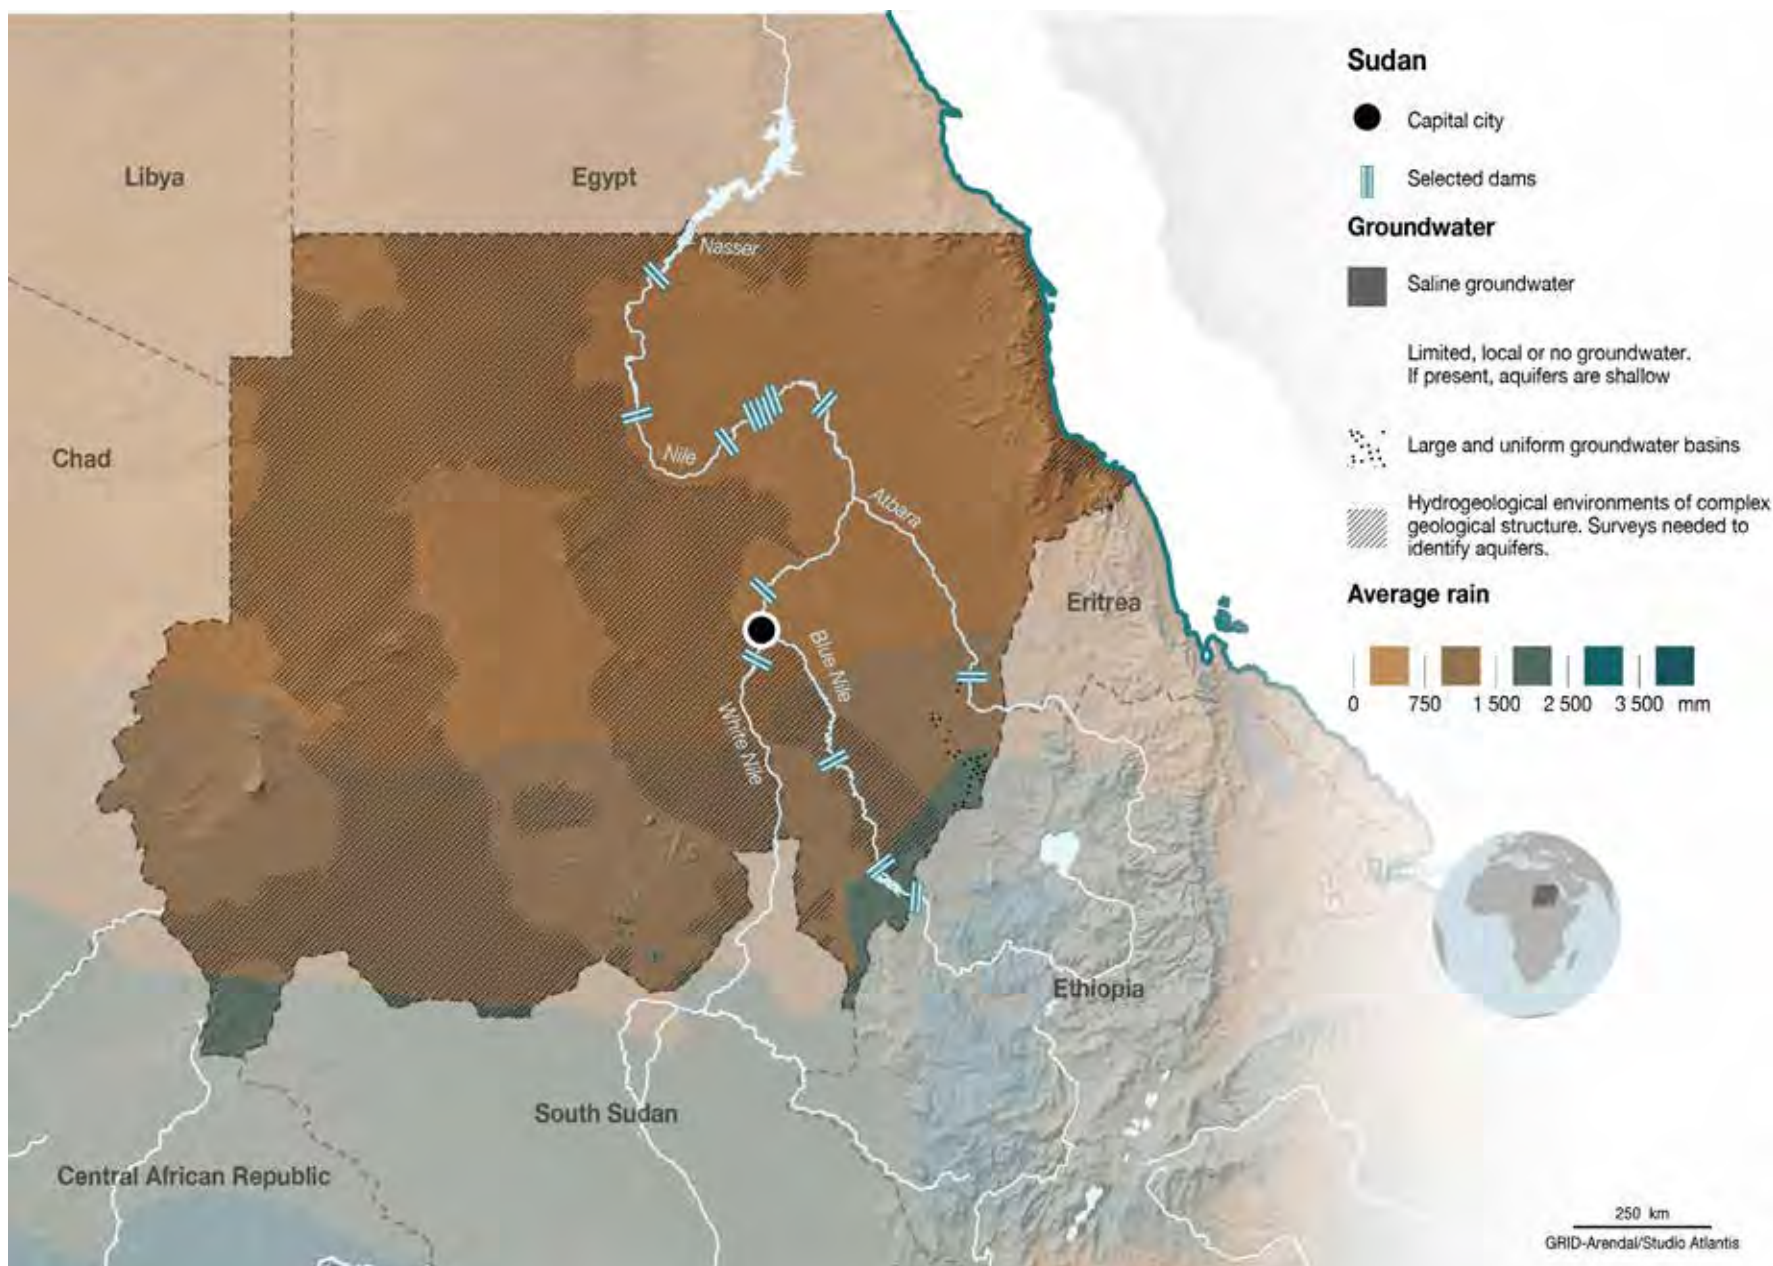 Sudan
Capital city
Selected dams
Groundwater
Saline groundwater
Limited, local or no groundwater.
If present, aquifers are shallow
Large and uniform groundwater basins
Hydrogeological environments of complex
geological structure. Surveys needed to
identify aquifers.
Average rain
0 750 1 500 2 500 3 500 mm
Libya
Egypt
Nasser
Chad
Nile
Atbara
Eritrea
Blue Nile
White Nile
Ethiopia
South Sudan
Central African Republic
250 km
GRID-Arendal/Studio Atlantis